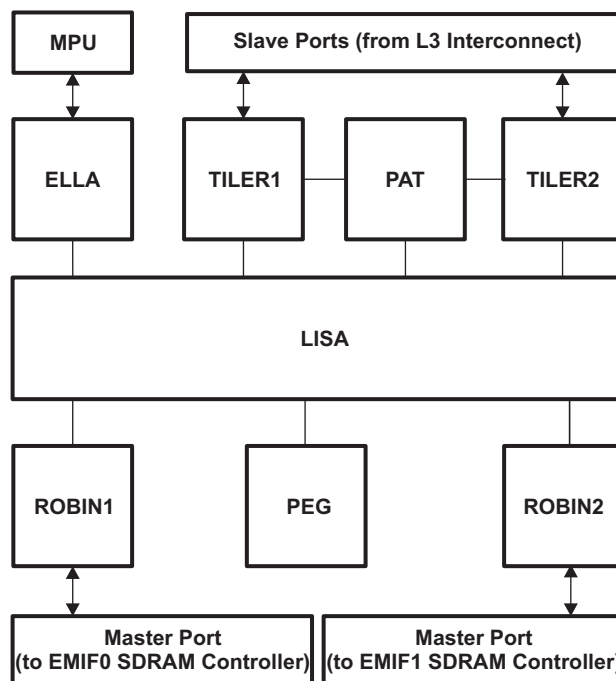 MPU
Slave Ports (from L3 Interconnect)
ELLA
TILER1
PAT
TILER2
LISA
ROBIN1
PEG
ROBIN2
Master Port
(to EMIF0 SDRAM Controller)
Master Port
(to EMIF1 SDRAM Controller)